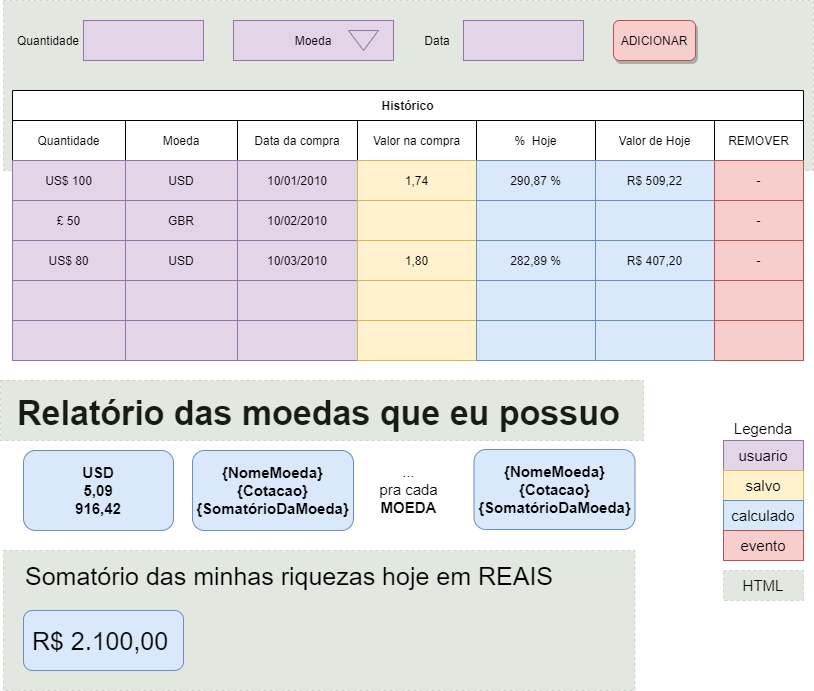 Quantidade Moeda Data ADICIONAR
Histórico
Quantidade Moeda Data da compra Valor na compra % Hoje Valor de Hoje REMOVER
US$ 100 USD 10/01/2010 1,74 290,87 % R$ 509,22 -
£ 50 GBR 10/02/2010 -
US$ 80 USD 10/03/2010 1,80 282,89 % R$ 407,20 -
Relatório das moedas que eu possuo
USD
5,09
916,42
{NomeMoeda}
{Cotacao}
{SomatórioDaMoeda}
...
pra cada
MOEDA
{NomeMoeda}
{Cotacao}
{SomatórioDaMoeda}
Legenda
usuario
salvo
calculado
evento
HTML
Somatório das minhas riquezas hoje em REAIS
R$ 2.100,00